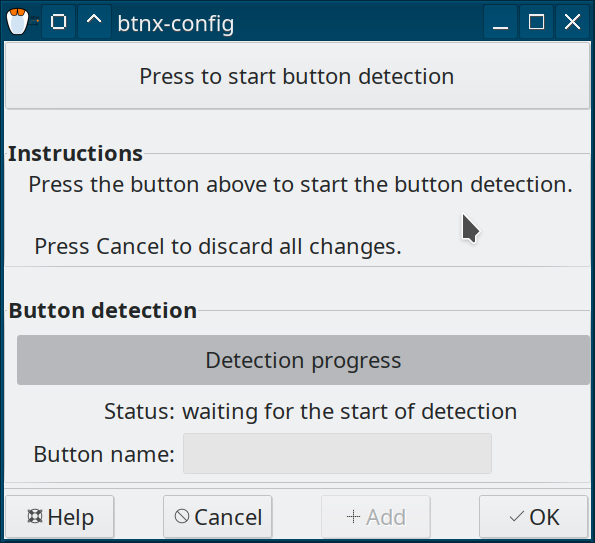 btnx-config
Press to start button detection
Instructions
Press the button above to start the button detection.
Press Cancel to discard all changes.
Button detection
Detection progress
Status: waiting for the start of detection
Button name:
Help Cancel Add OK